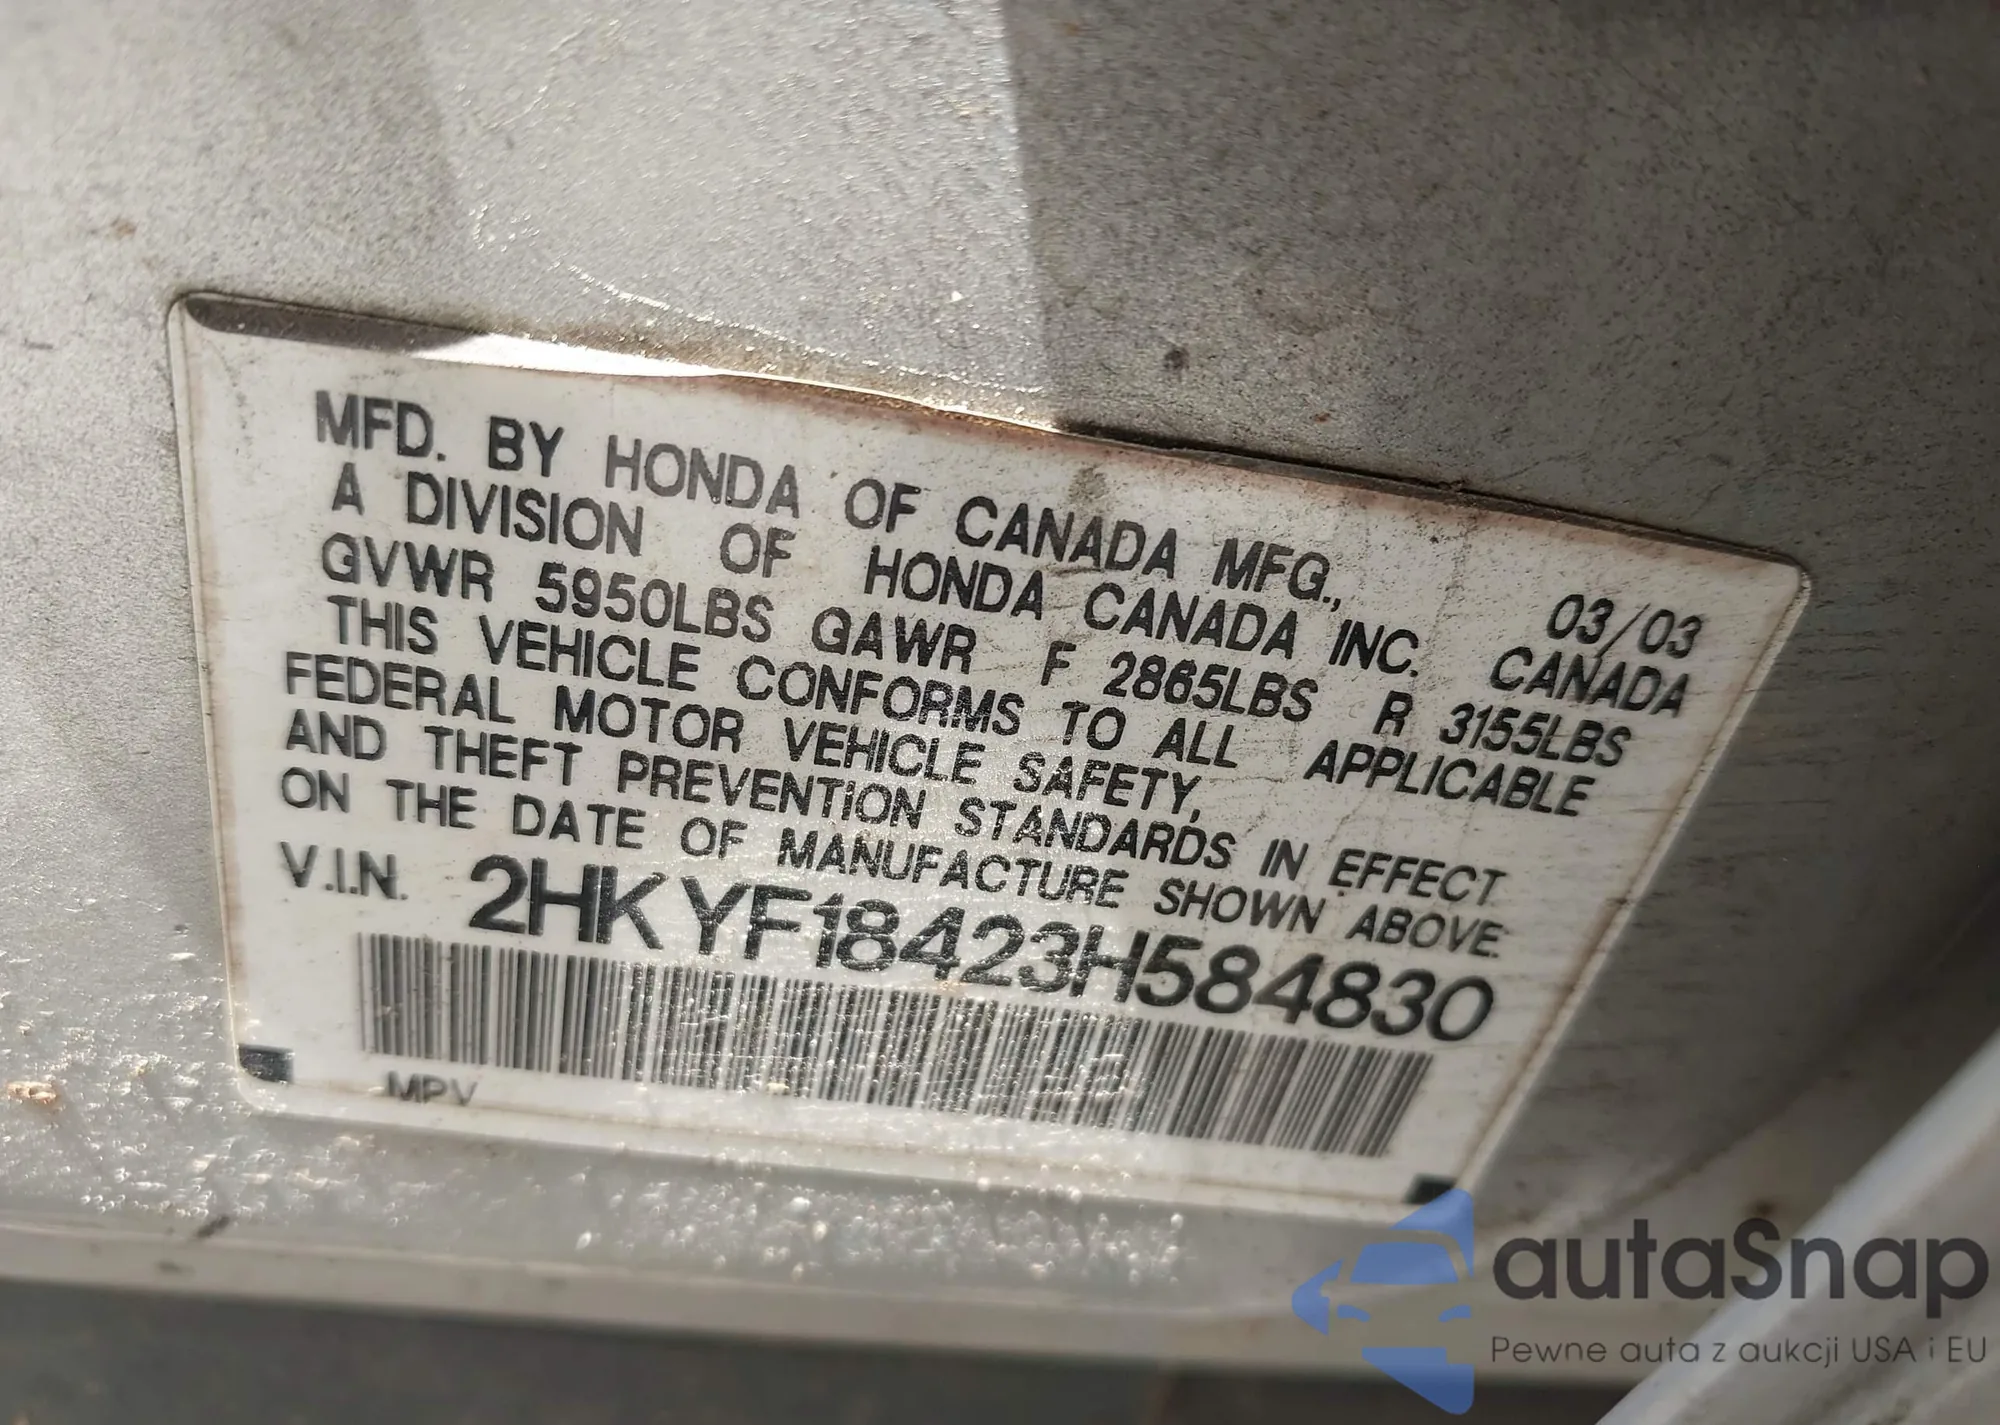 MFD. BY HONDA OF CANADA MFG., 03/03
A DIVISION OF HONDA CANADA INC. CANADA
GVWR 5950LBS GAWR F 2865LBS R 3155LBS
THIS VEHICLE CONFORMS TO ALL APPLICABLE
FEDERAL MOTOR VEHICLE SAFETY,
AND THEFT PREVENTION STANDARDS IN EFFECT
ON THE DATE OF MANUFACTURE SHOWN ABOVE.
V.I.N. 2HKYF18423H584830
MPV
autaSnap
Pewne auta z aukcji USA i EU